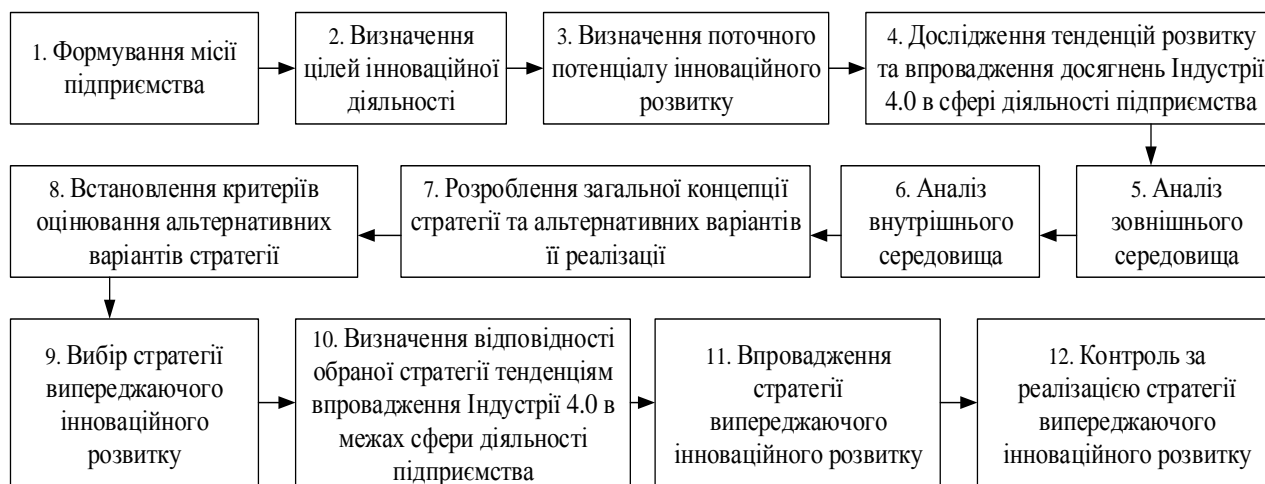 1. Формування місії
підприємства
2. Визначення
цілей інноваційної
діяльності
3. Визначення поточного
потенціалу інноваційного
розвитку
4. Дослідження тенденцій розвитку
та впровадження досягнень Індустрії
4.0 в сфері діяльності підприємства
5. Аналіз
зовнішнього
середовища
6. Аналіз
внутрішнього
середовища
7. Розроблення загальної концепції
стратегії та альтернативних варіантів
її реалізації
8. Встановлення критеріїв
оцінювання альтернативних
варіантів стратегії
9. Вибір стратегії
випереджаючого
інноваційного
розвитку
10. Визначення відповідності
обраної стратегії тенденціям
впровадження Індустрії 4.0 в
межах сфери діяльності
підприємства
11. Впровадження
стратегії
випереджаючого
інноваційного розвитку
12. Контроль за
реалізацією стратегії
випереджаючого
інноваційного розвитку